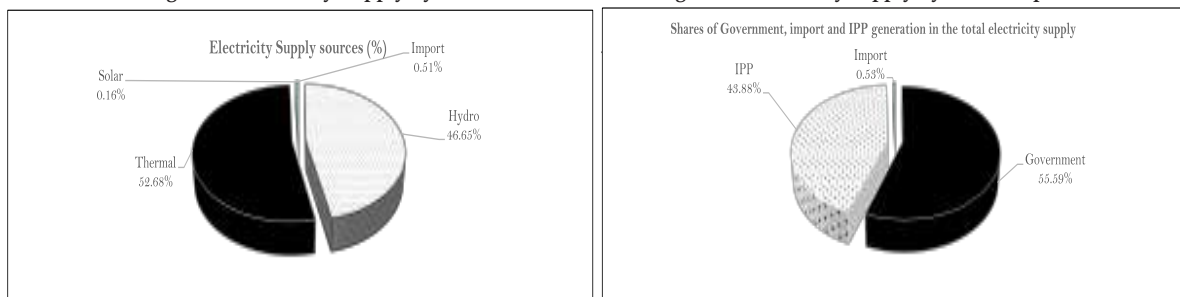 Electricity Supply sources (%)
Import
0.51%
Solar
0.16%
Hydro
46.65%
Thermal
52.68%
Shares of Government, import and IPP generation in the total electricity supply
Import
0.53%
IPP
43.88%
Government
55.59%